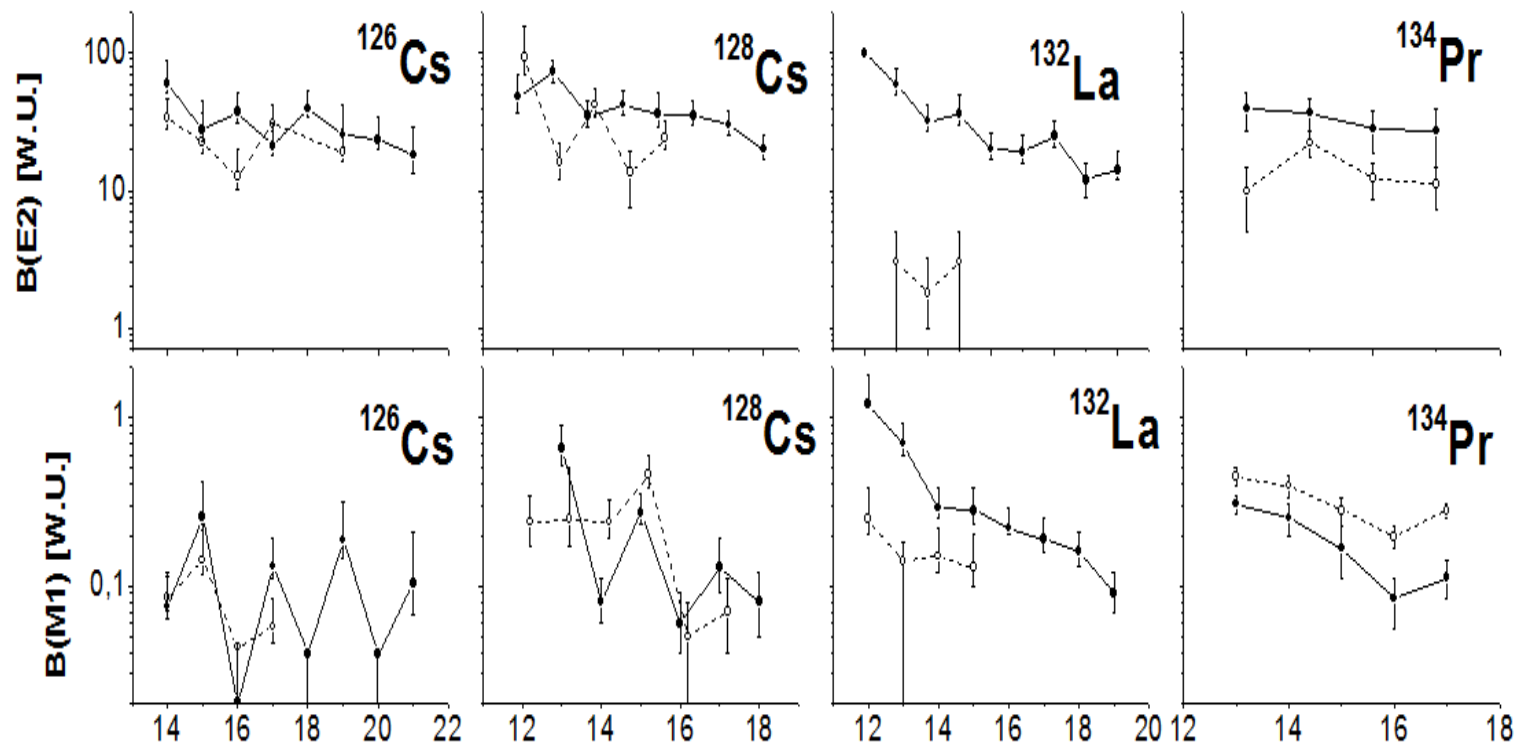 B(E2) [W.U.]
100
10
1
126Cs
128Cs
132La
134Pr
B(M1) [W.U.]
1
0,1
126Cs
128Cs
132La
134Pr
14 16 18 20 22 12 14 16 18 12 14 16 18 20 12 14 16 18